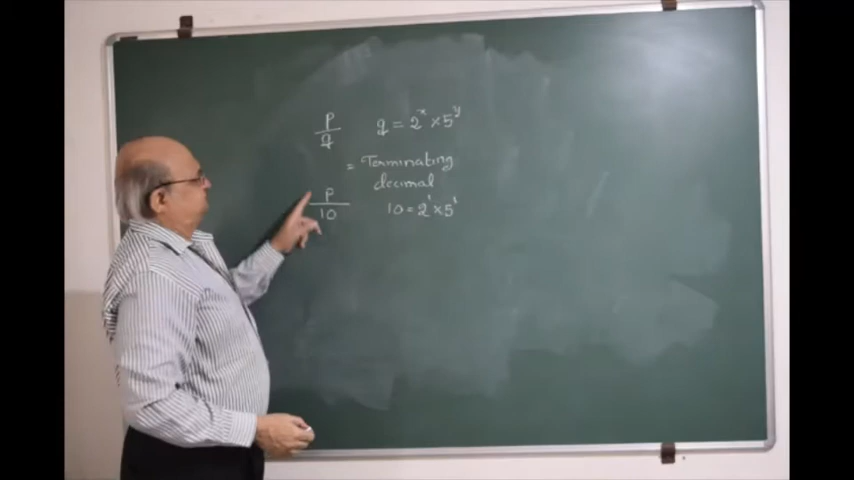 P/q q = 2^x × 5^y
= Terminating
decimal
P/10 10 = 2^1 × 5^1